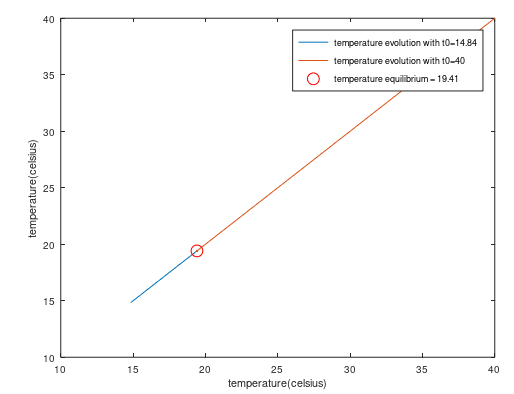 40
35
30
25
20
15
10
temperature(celsius)
temperature evolution with t0=14.84
temperature evolution with t0=40
temperature equilibrium = 19.41
10
15
20
25
30
35
40
temperature(celsius)